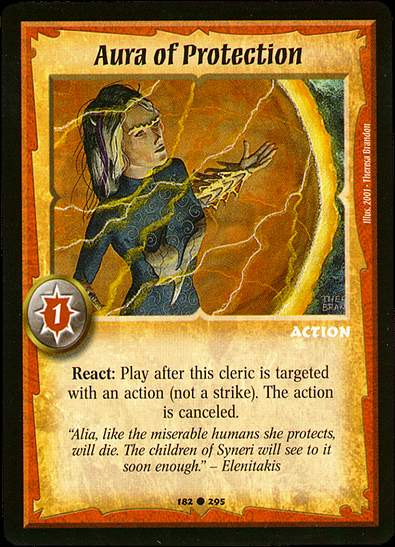 Aura of Protection
Illus. 2001 · Theresa Brandon
THER
BRAN
1
ACTION
React: Play after this cleric is targeted
with an action (not a strike). The action
is canceled.
“Alia, like the miserable humans she protects,
will die. The children of Syneri will see to it
soon enough.” – Elenitakis
182 ● 295